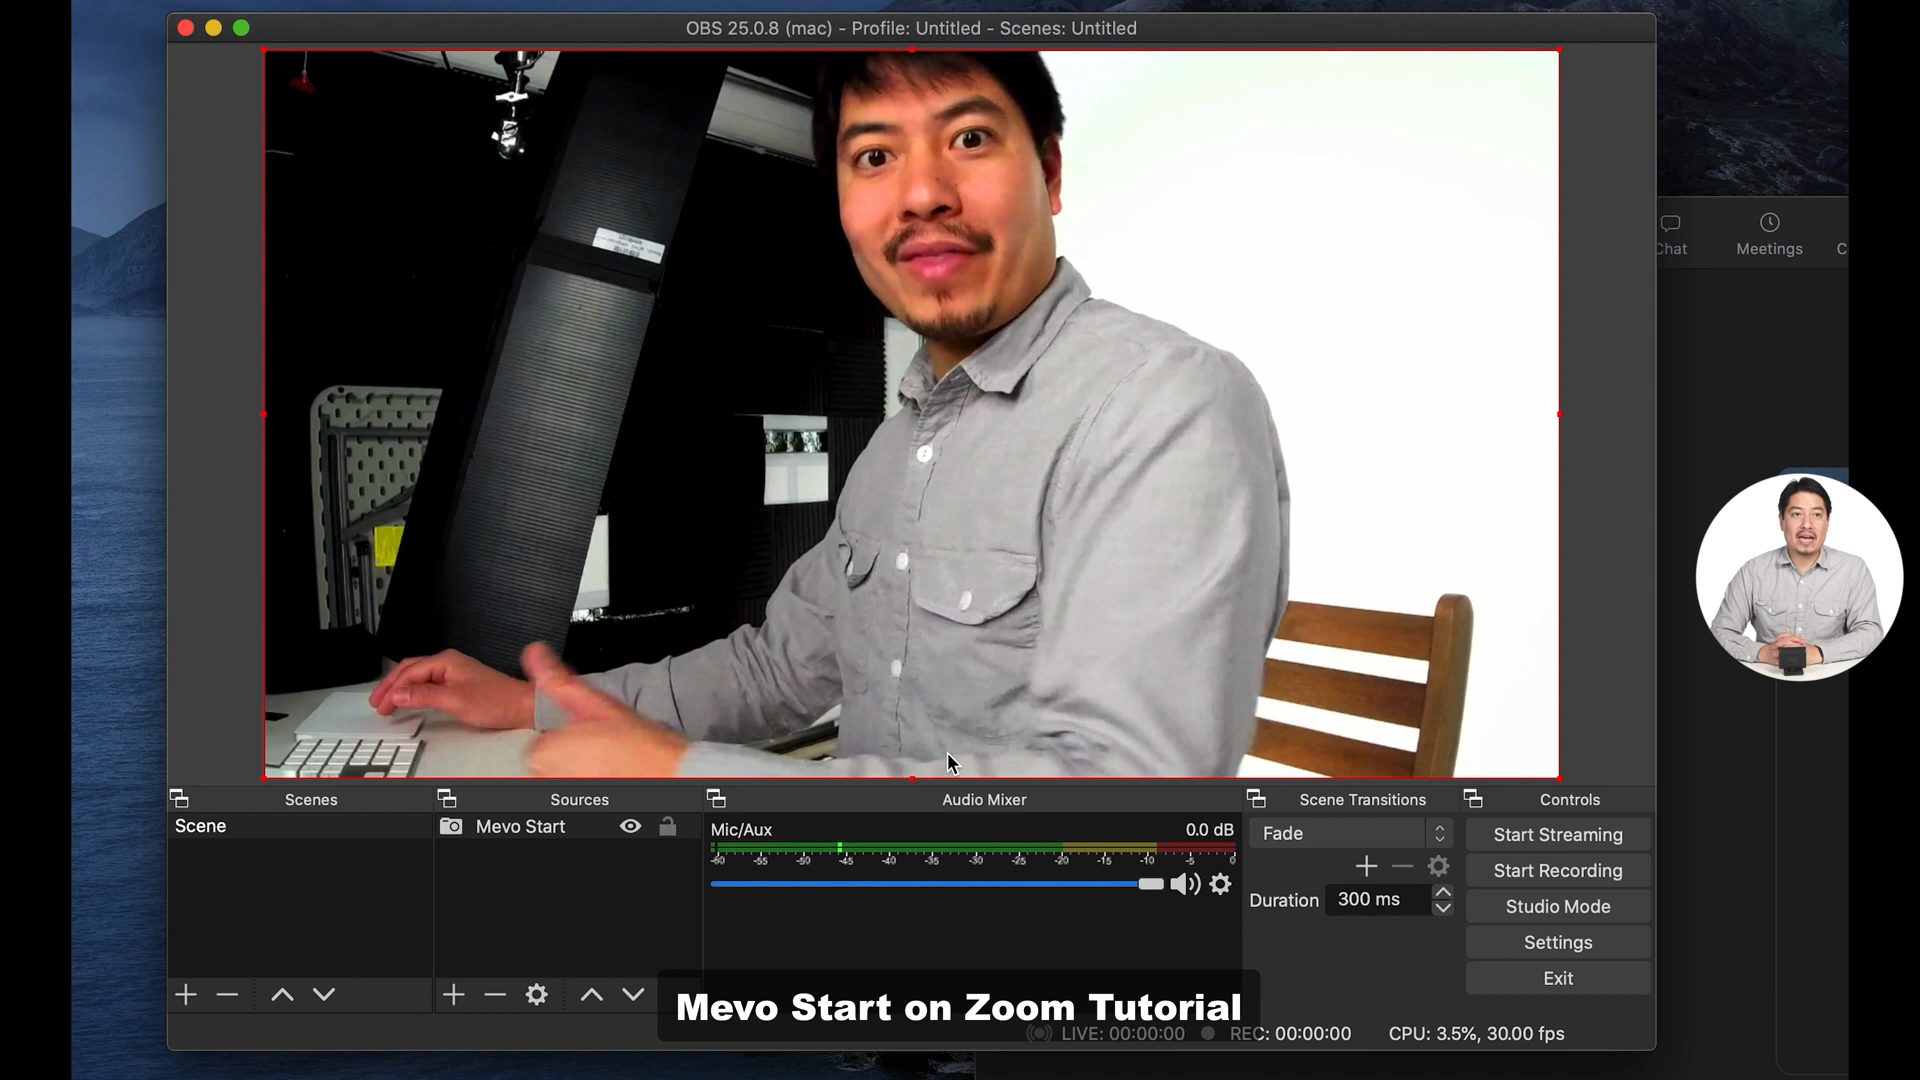 OBS 25.0.8 (mac) - Profile: Untitled - Scenes: Untitled
Chat
Meetings
Scenes
Sources
Audio Mixer
Scene Transitions
Controls
Scene
Mevo Start
Mic/Aux
0.0 dB
-60 -55 -50 -45 -40 -35 -30 -25 -20 -15 -10 -5 0
Fade
Duration 300 ms
Start Streaming
Start Recording
Studio Mode
Settings
Exit
Mevo Start on Zoom Tutorial
LIVE: 00:00:00
REC: 00:00:00
CPU: 3.5%, 30.00 fps